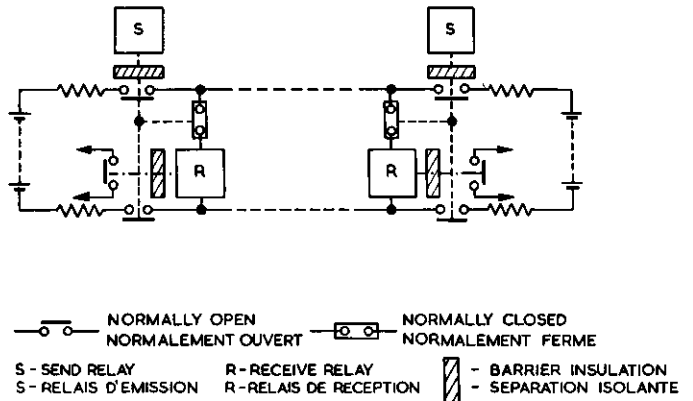 S
S
R
R
NORMALLY OPEN
NORMALEMENT OUVERT
NORMALLY CLOSED
NORMALEMENT FERME
S - SEND RELAY
S - RELAIS D'EMISSION
R - RECEIVE RELAY
R - RELAIS DE RECEPTION
- BARRIER INSULATION
- SEPARATION ISOLANTE